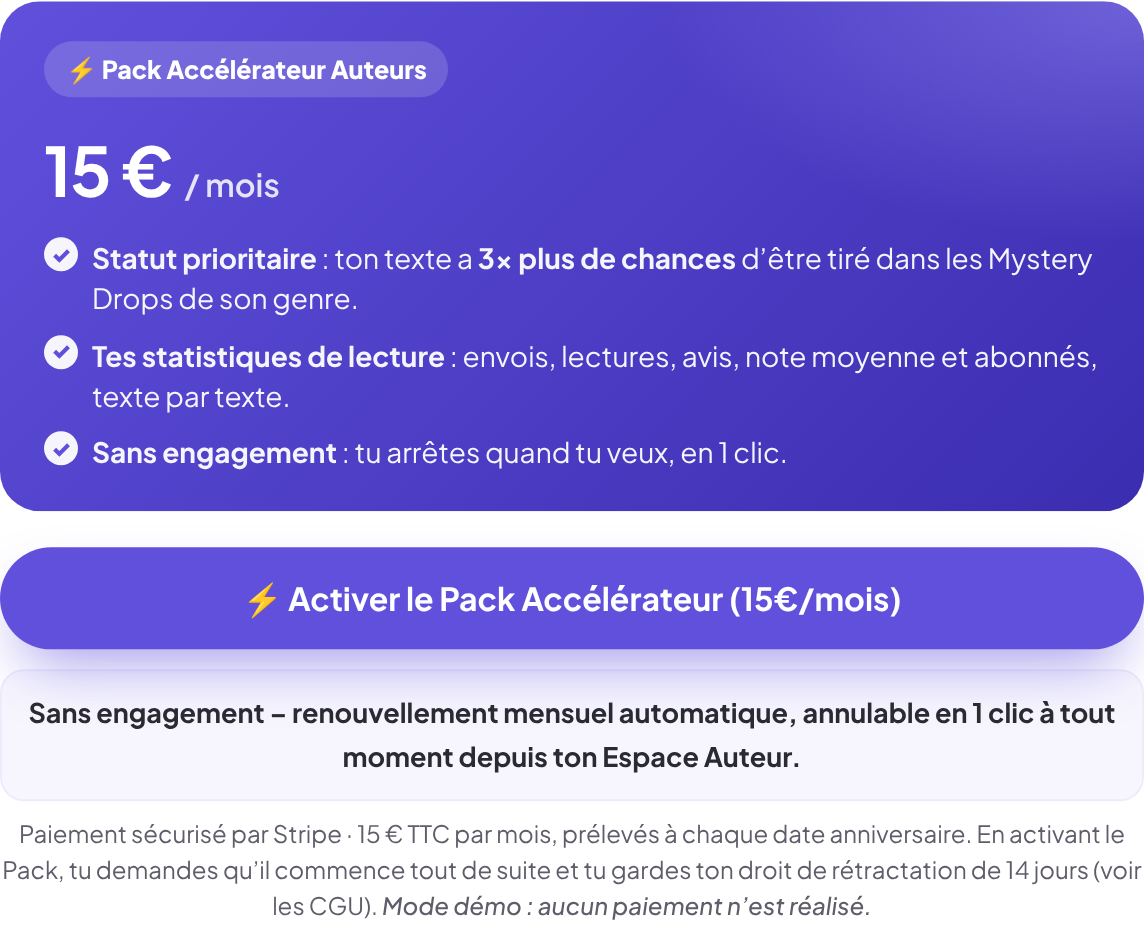 ⚡ Pack Accélérateur Auteurs
15 € / mois
Statut prioritaire : ton texte a 3× plus de chances d’être tiré dans les Mystery
Drops de son genre.
Tes statistiques de lecture : envois, lectures, avis, note moyenne et abonnés,
texte par texte.
Sans engagement : tu arrêtes quand tu veux, en 1 clic.
⚡ Activer le Pack Accélérateur (15€/mois)
Sans engagement – renouvellement mensuel automatique, annulable en 1 clic à tout
moment depuis ton Espace Auteur.
Paiement sécurisé par Stripe · 15 € TTC par mois, prélevés à chaque date anniversaire. En activant le
Pack, tu demandes qu’il commence tout de suite et tu gardes ton droit de rétractation de 14 jours (voir
les CGU). Mode démo : aucun paiement n’est réalisé.